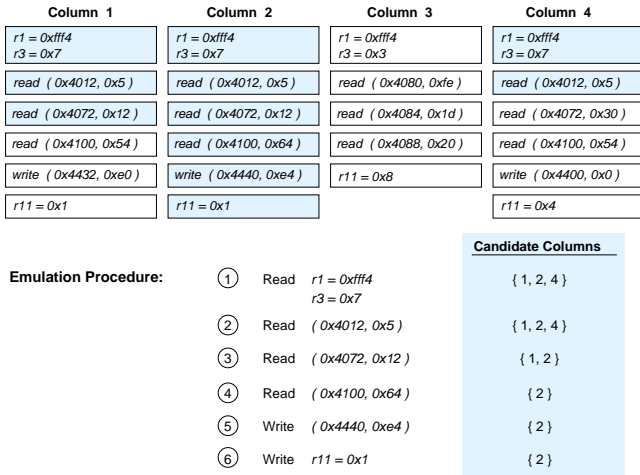 Column 1 Column 2 Column 3 Column 4
r1 = 0xfff4 r1 = 0xfff4 r1 = 0xfff4 r1 = 0xfff4
r3 = 0x7 r3 = 0x7 r3 = 0x3 r3 = 0x7
read ( 0x4012, 0x5 ) read ( 0x4012, 0x5 ) read ( 0x4080, 0xfe ) read ( 0x4012, 0x5 )
read ( 0x4072, 0x12 ) read ( 0x4072, 0x12 ) read ( 0x4084, 0x1d ) read ( 0x4072, 0x30 )
read ( 0x4100, 0x54 ) read ( 0x4100, 0x64 ) read ( 0x4088, 0x20 ) read ( 0x4100, 0x54 )
write ( 0x4432, 0xe0 ) write ( 0x4440, 0xe4 ) r11 = 0x8 write ( 0x4400, 0x0 )
r11 = 0x1 r11 = 0x1 r11 = 0x4
Candidate Columns
Emulation Procedure: 1 Read r1 = 0xfff4 { 1, 2, 4 }
r3 = 0x7
2 Read ( 0x4012, 0x5 ) { 1, 2, 4 }
3 Read ( 0x4072, 0x12 ) { 1, 2 }
4 Read ( 0x4100, 0x64 ) { 2 }
5 Write ( 0x4440, 0xe4 ) { 2 }
6 Write r11 = 0x1 { 2 }